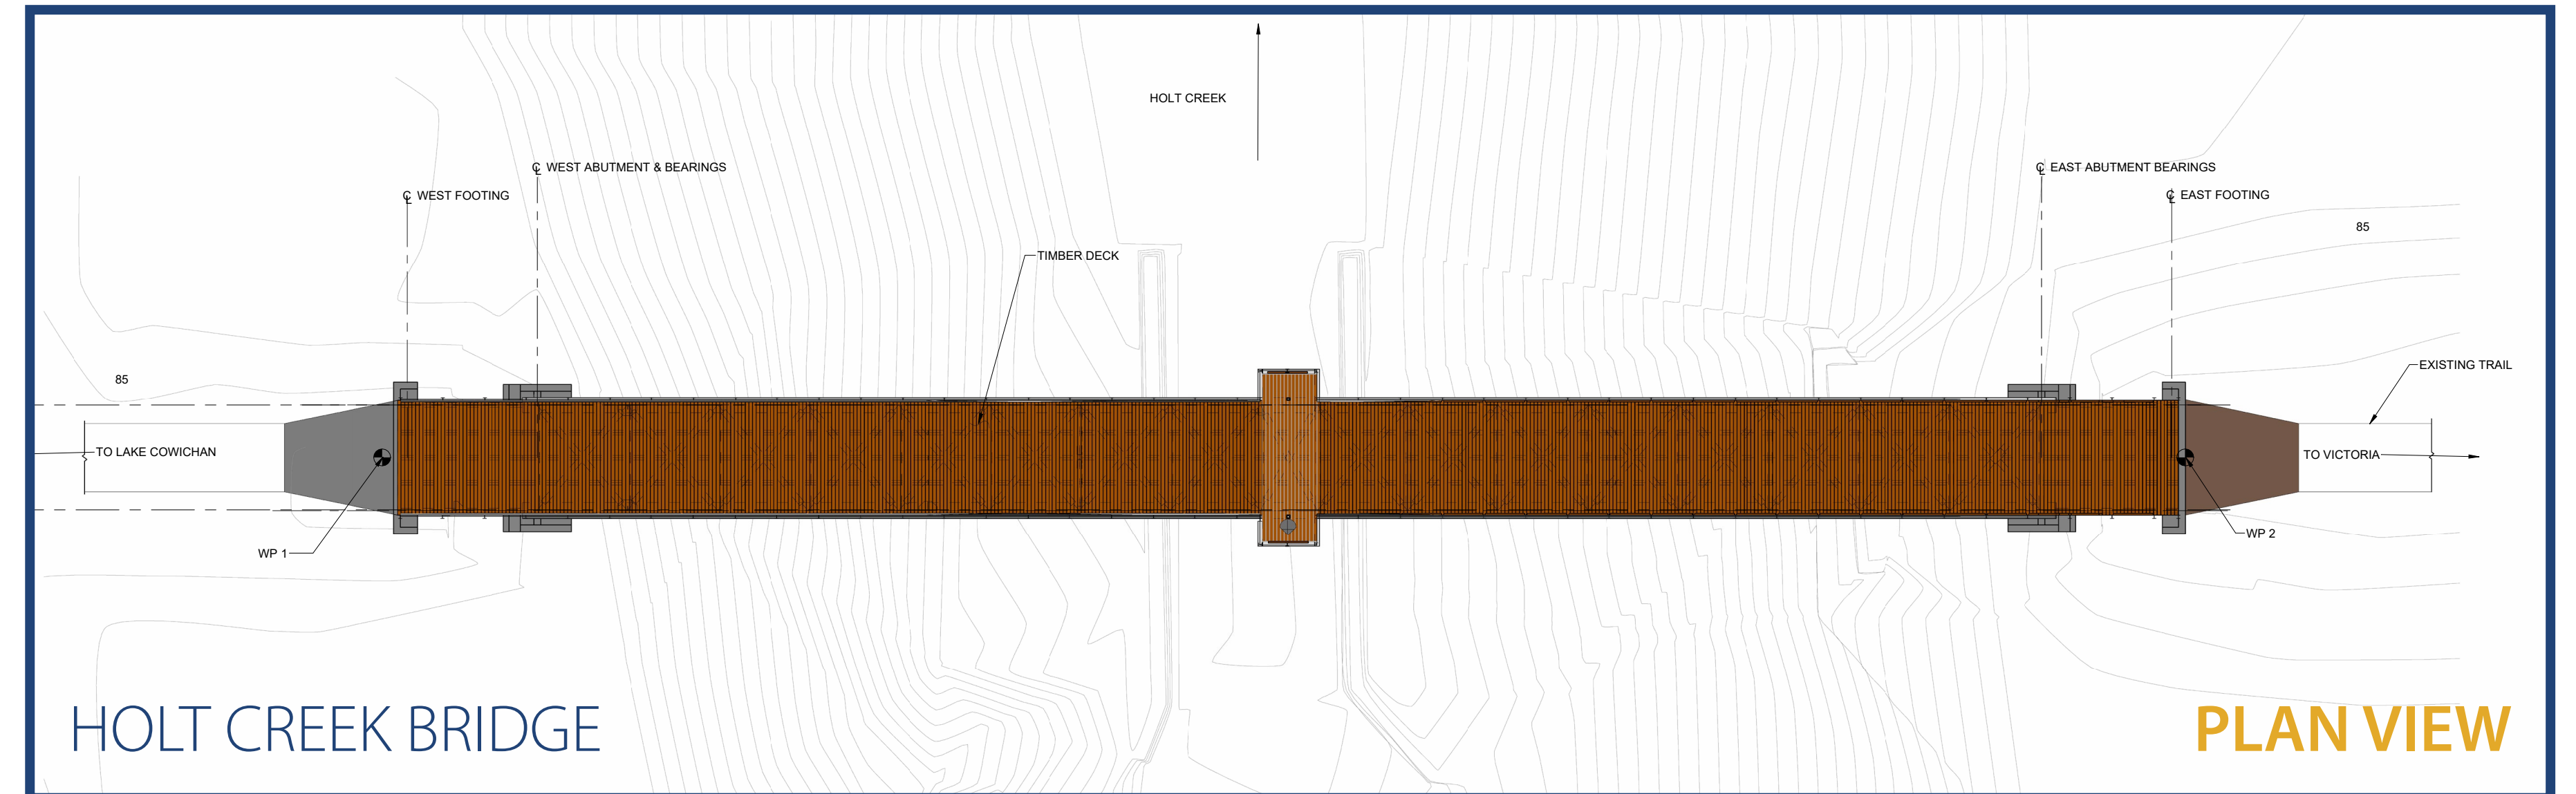 HOLT CREEK
℄ WEST ABUTMENT & BEARINGS
℄ EAST ABUTMENT BEARINGS
℄ WEST FOOTING
℄ EAST FOOTING
85
TIMBER DECK
EXISTING TRAIL
85
TO LAKE COWICHAN
TO VICTORIA
WP 1
WP 2
HOLT CREEK BRIDGE
PLAN VIEW